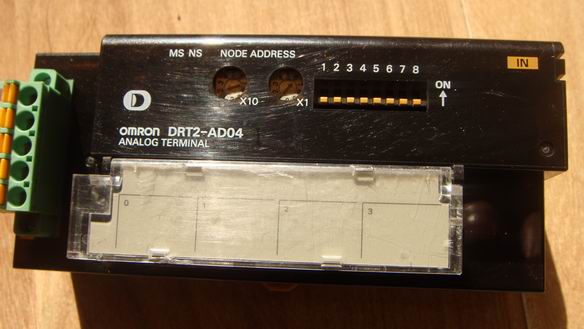 MS NS NODE ADDRESS
IN
1 2 3 4 5 6 7 8
ON
X10 X1
OMRON DRT2-AD04
ANALOG TERMINAL
0 1 2 3